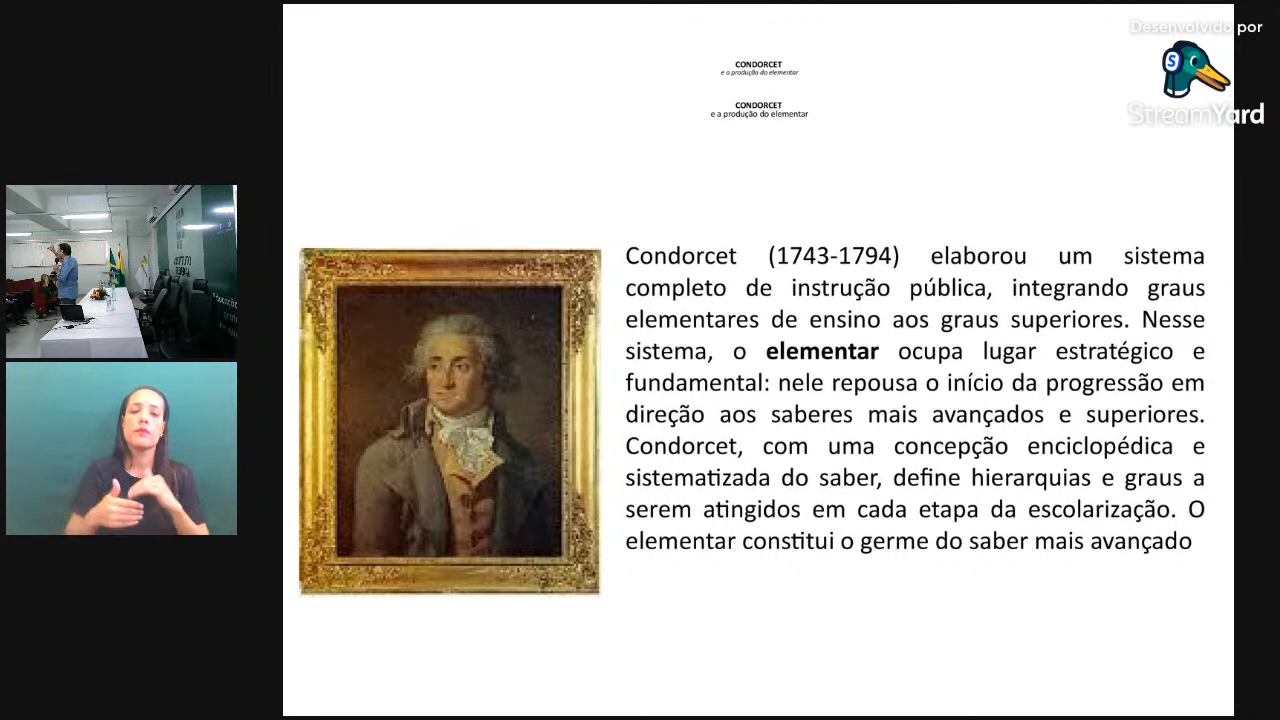 Desenvolvido por
StreamYard
CONDORCET
e a produção do elementar
CONDORCET
e a produção do elementar
Condorcet (1743-1794) elaborou um sistema
completo de instrução pública, integrando graus
elementares de ensino aos graus superiores. Nesse
sistema, o elementar ocupa lugar estratégico e
fundamental: nele repousa o início da progressão em
direção aos saberes mais avançados e superiores.
Condorcet, com uma concepção enciclopédica e
sistematizada do saber, define hierarquias e graus a
serem atingidos em cada etapa da escolarização. O
elementar constitui o germe do saber mais avançado